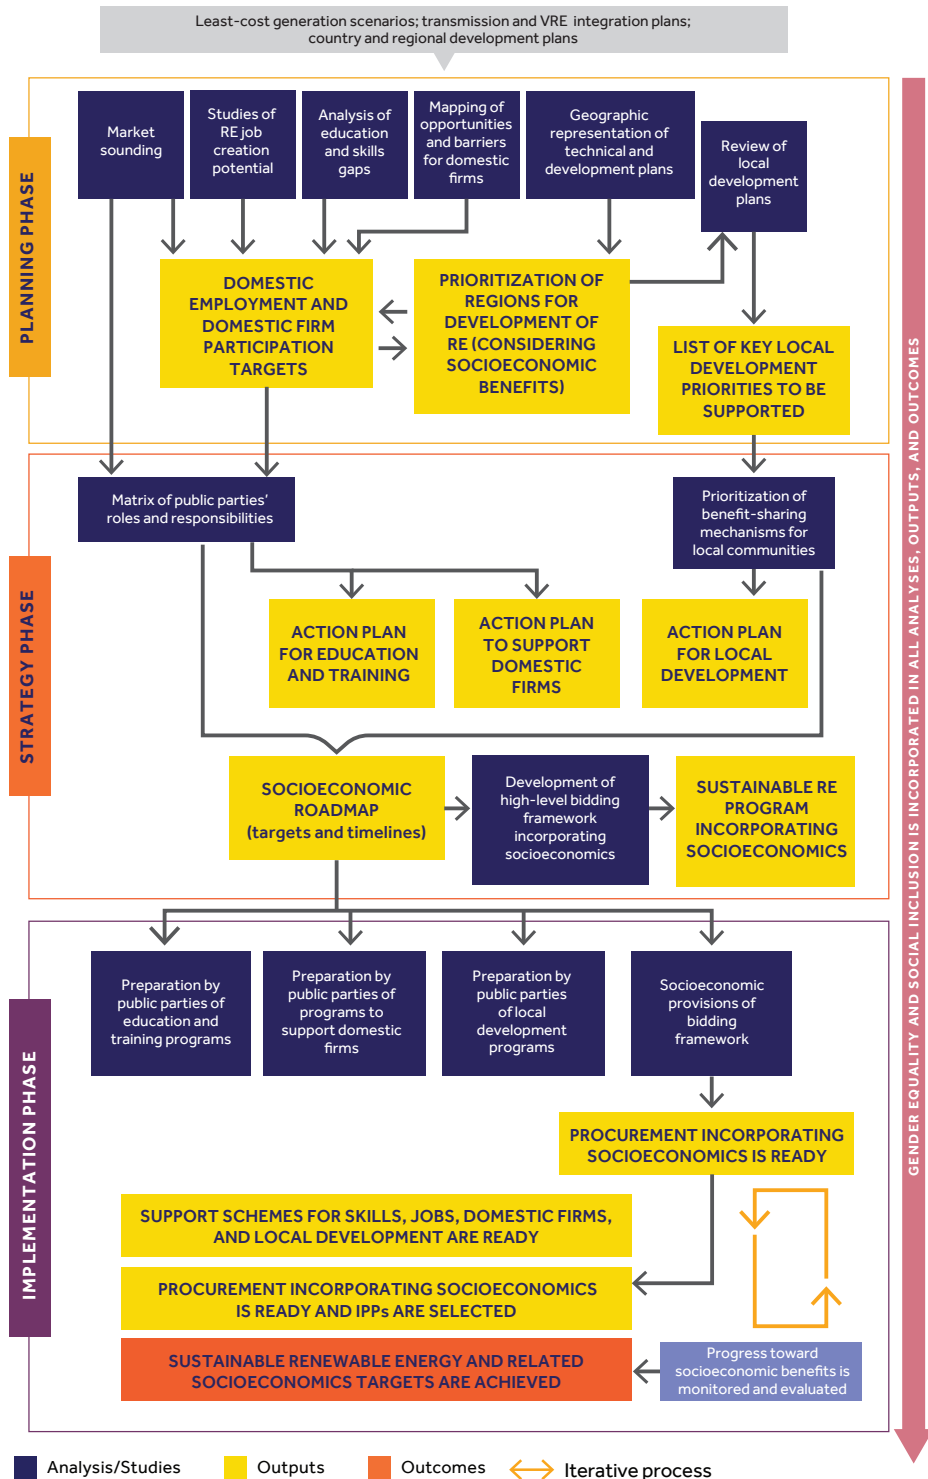 Least-cost generation scenarios; transmission and VRE integration plans;
country and regional development plans
PLANNING PHASE
Market
sounding
Studies of
RE job
creation
potential
Analysis of
education
and skills
gaps
Mapping of
opportunities
and barriers
for domestic
firms
Geographic
representation of
technical and
development plans
Review of
local
development
plans
DOMESTIC
EMPLOYMENT AND
DOMESTIC FIRM
PARTICIPATION
TARGETS
PRIORITIZATION OF
REGIONS FOR
DEVELOPMENT OF
RE (CONSIDERING
SOCIOECONOMIC
BENEFITS)
LIST OF KEY LOCAL
DEVELOPMENT
PRIORITIES TO BE
SUPPORTED
STRATEGY PHASE
Matrix of public parties’
roles and responsibilities
Prioritization of
benefit-sharing
mechanisms for
local communities
ACTION PLAN
FOR EDUCATION
AND TRAINING
ACTION PLAN
TO SUPPORT
DOMESTIC
FIRMS
ACTION PLAN
FOR LOCAL
DEVELOPMENT
SOCIOECONOMIC
ROADMAP
(targets and timelines)
Development of
high-level bidding
framework
incorporating
socioeconomics
SUSTAINABLE RE
PROGRAM
INCORPORATING
SOCIOECONOMICS
IMPLEMENTATION PHASE
Preparation by
public parties of
education and
training programs
Preparation by
public parties of
programs to
support domestic
firms
Preparation by
public parties
of local
development
programs
Socioeconomic
provisions of
bidding
framework
PROCUREMENT INCORPORATING
SOCIOECONOMICS IS READY
SUPPORT SCHEMES FOR SKILLS, JOBS, DOMESTIC FIRMS,
AND LOCAL DEVELOPMENT ARE READY
PROCUREMENT INCORPORATING SOCIOECONOMICS
IS READY AND IPPs ARE SELECTED
SUSTAINABLE RENEWABLE ENERGY AND RELATED
SOCIOECONOMICS TARGETS ARE ACHIEVED
Progress toward
socioeconomic benefits is
monitored and evaluated
GENDER EQUALITY AND SOCIAL INCLUSION IS INCORPORATED IN ALL ANALYSES, OUTPUTS, AND OUTCOMES
Analysis/Studies
Outputs
Outcomes
Iterative process